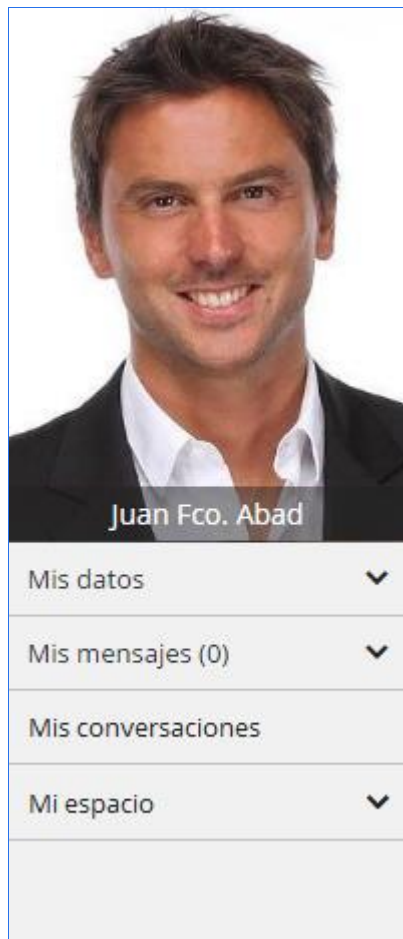 Juan Fco. Abad
Mis datos
Mis mensajes (0)
Mis conversaciones
Mi espacio